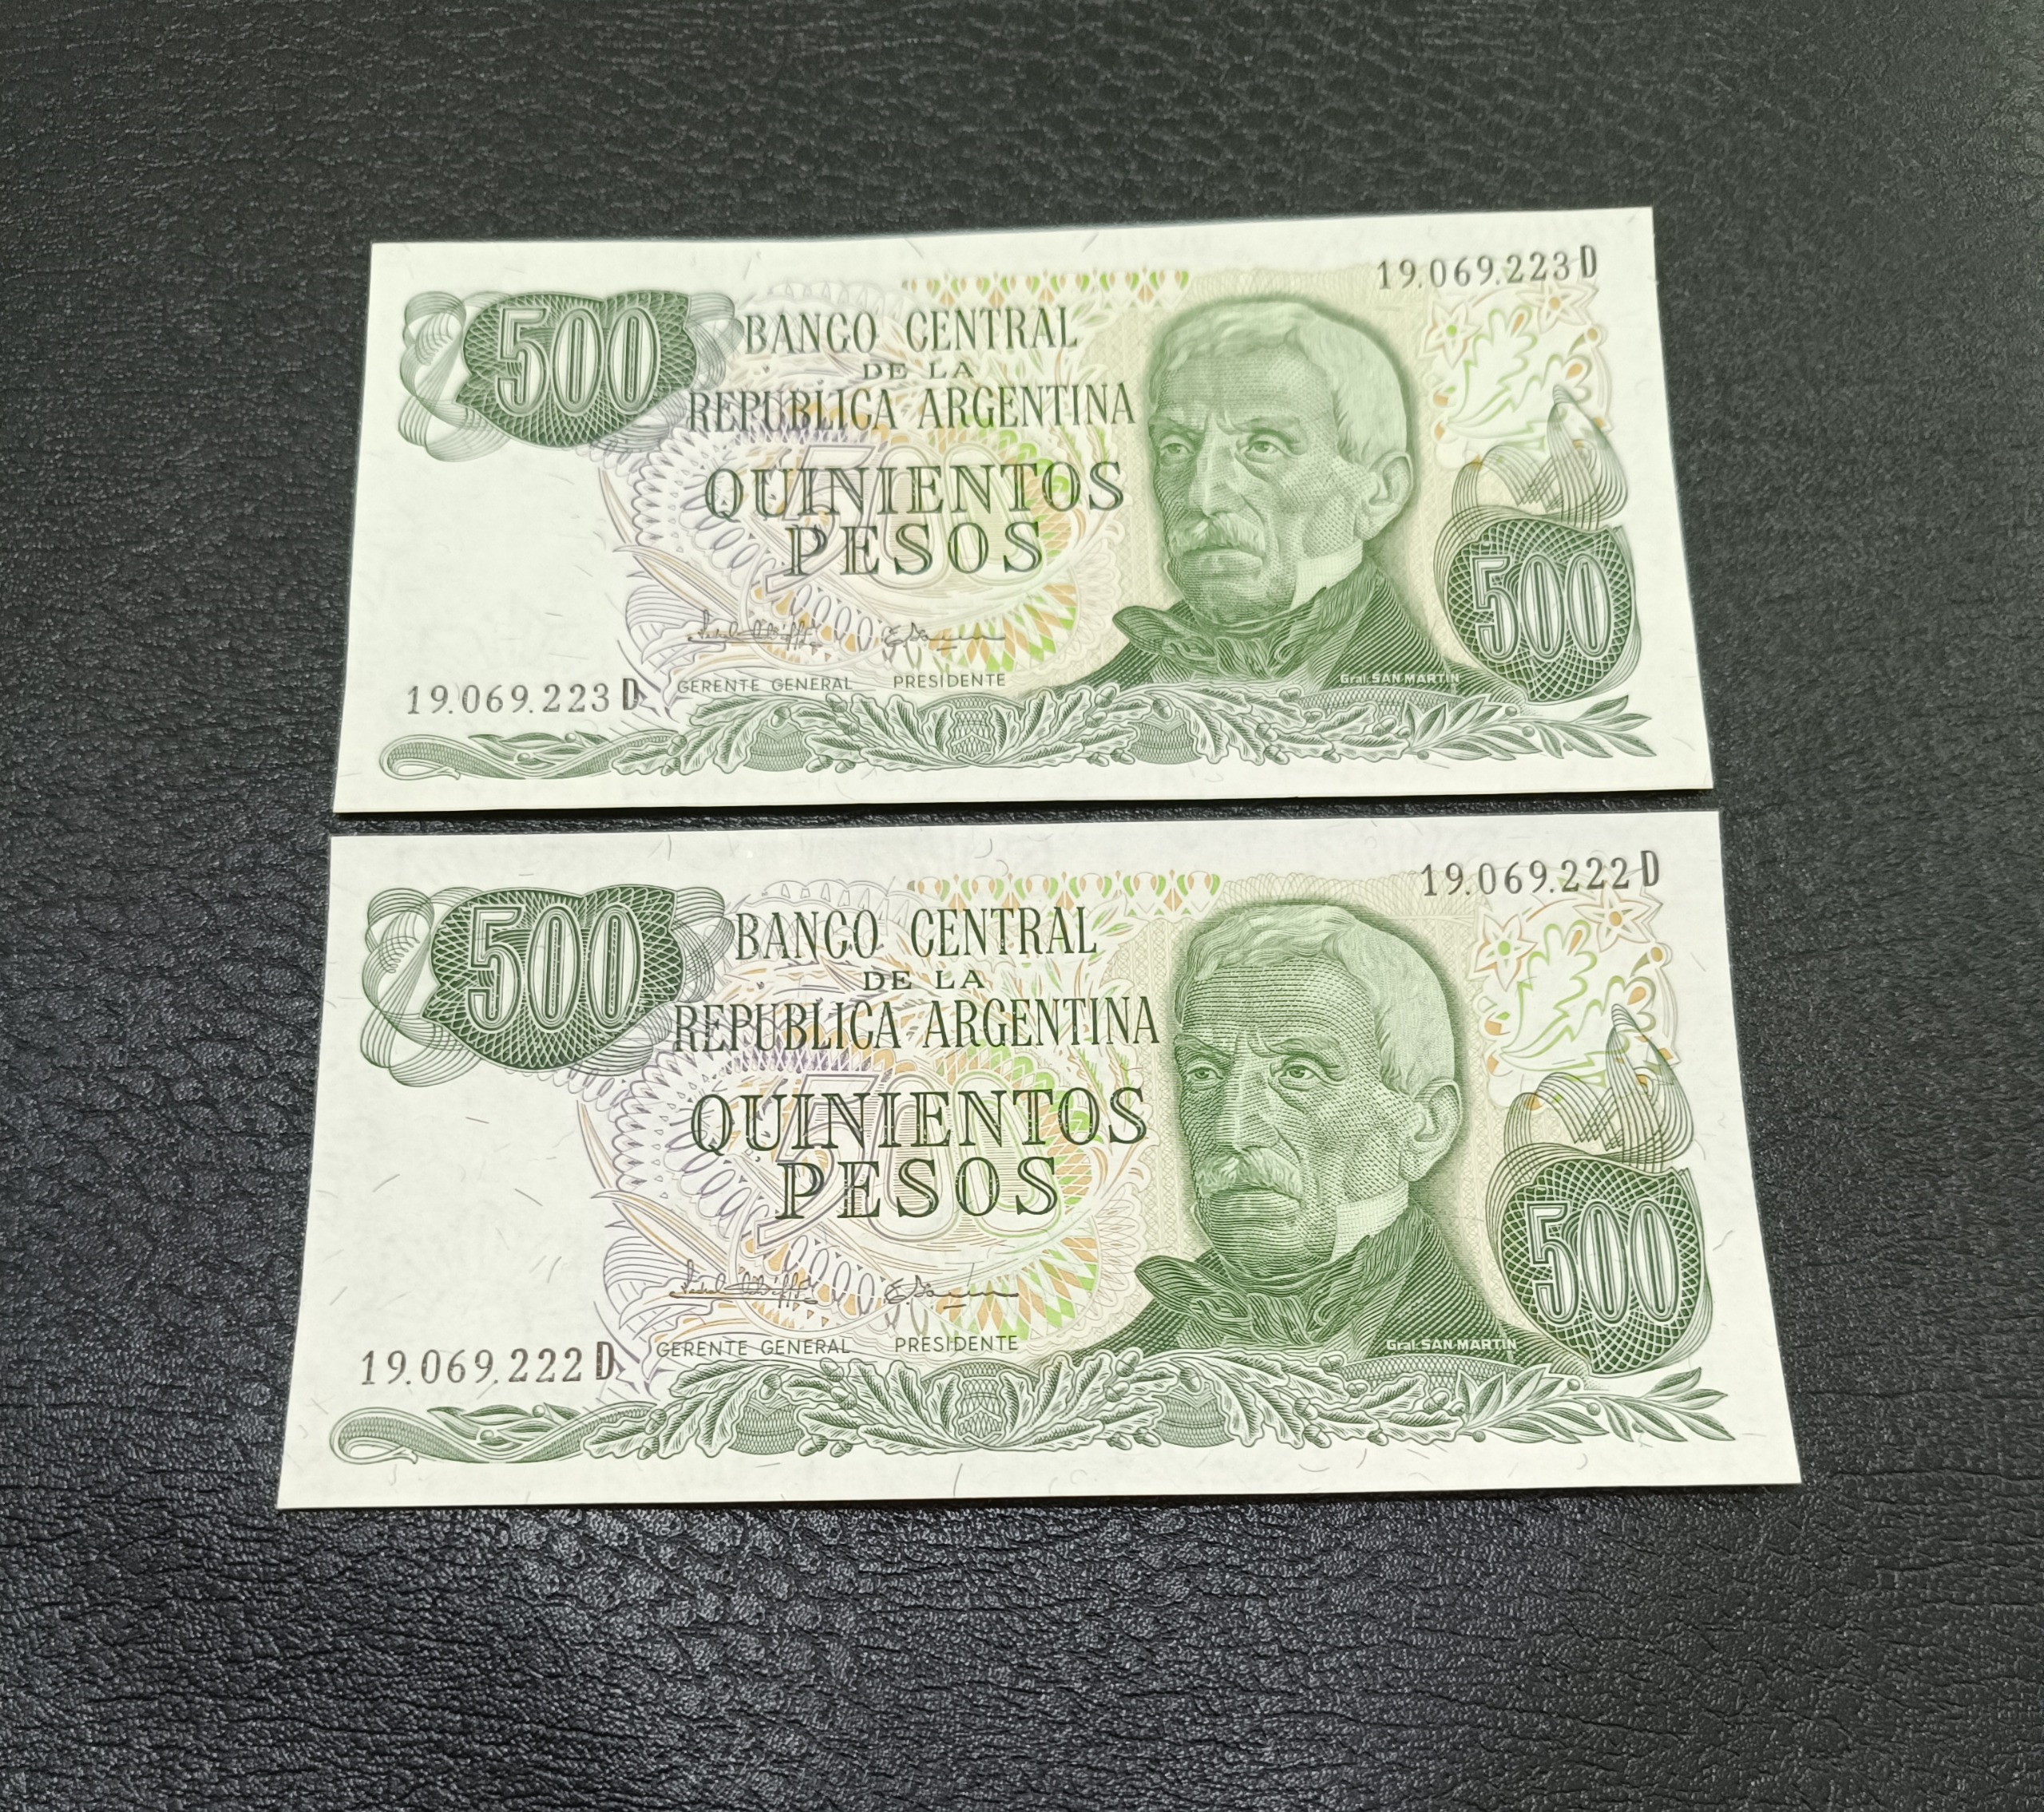 19.069.223 D
500
BANCO CENTRAL
DE LA
REPUBLICA ARGENTINA
QUINIENTOS
PESOS
500
GERENTE GENERAL PRESIDENTE
Gral. SAN MARTIN
19.069.223 D
19.069.222 D
500
BANCO CENTRAL
DE LA
REPUBLICA ARGENTINA
QUINIENTOS
PESOS
500
GERENTE GENERAL PRESIDENTE
Gral. SAN MARTIN
19.069.222 D